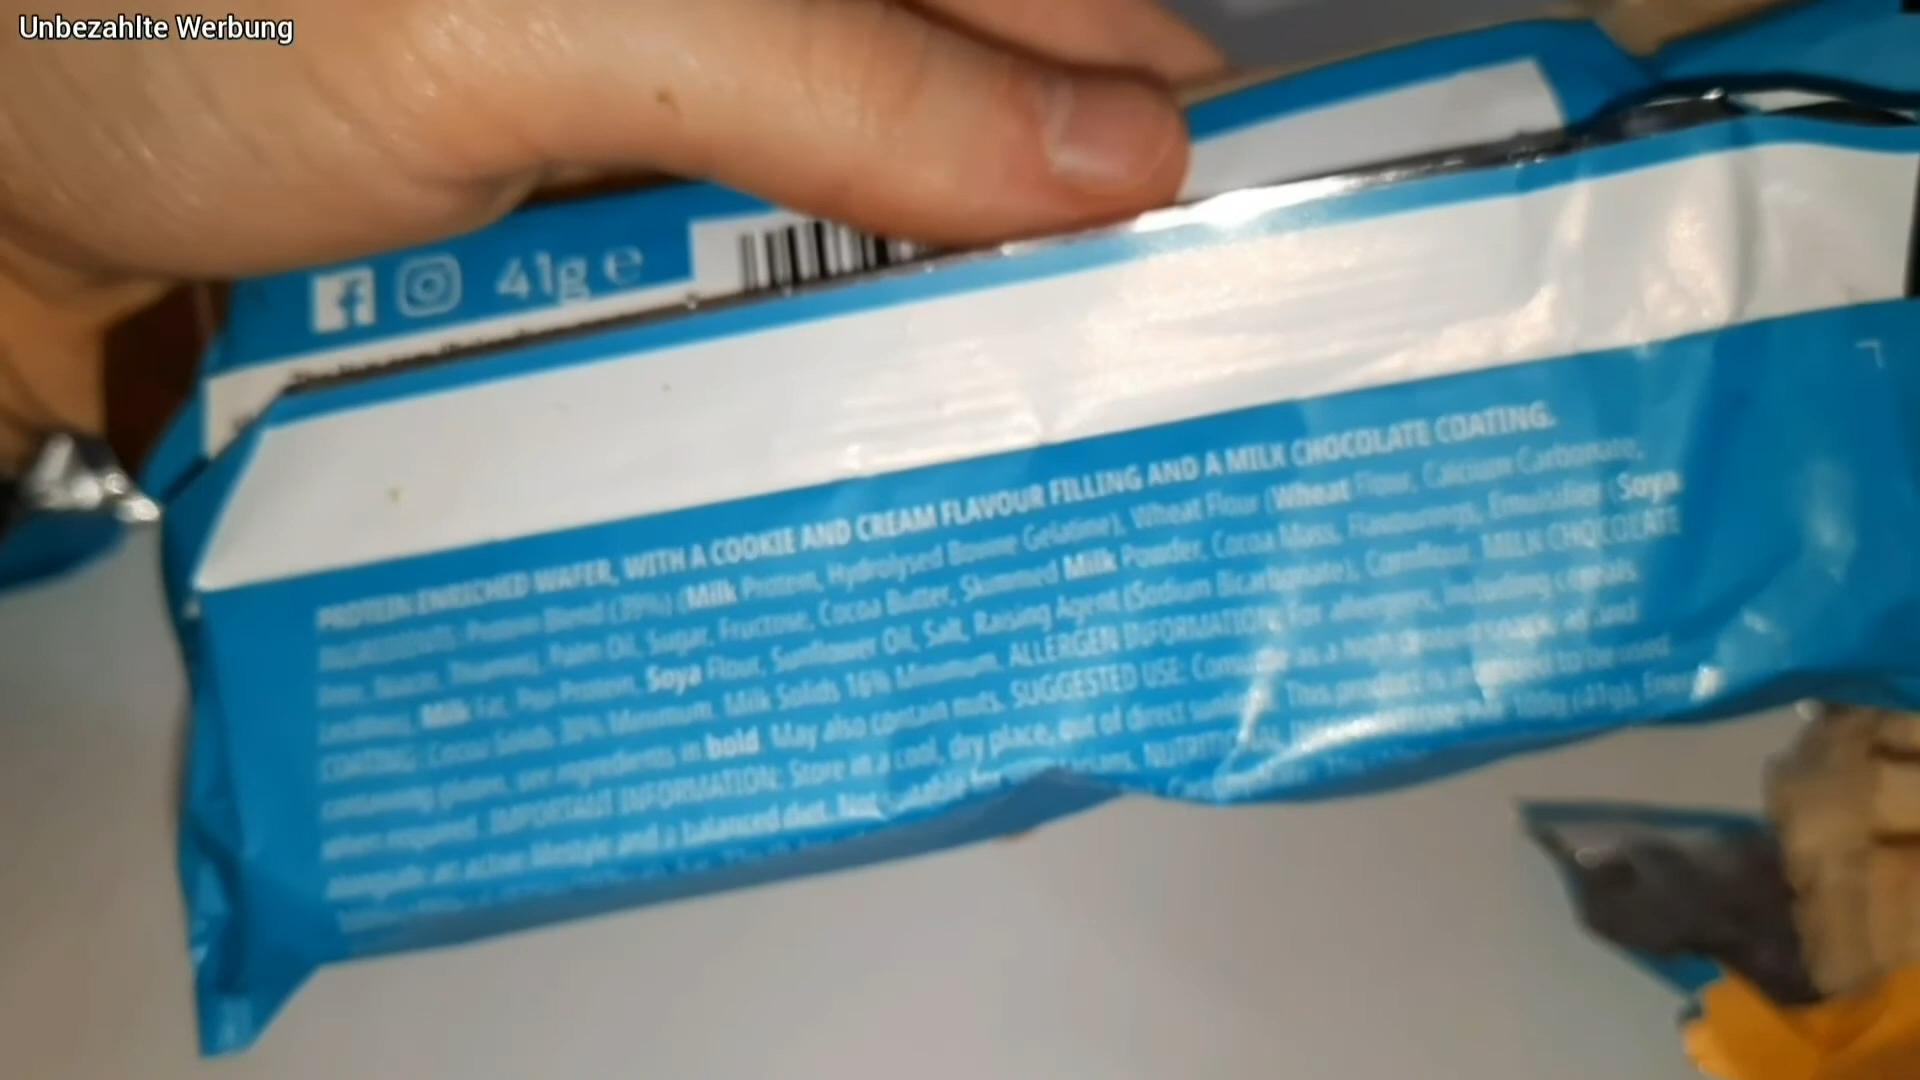 Unbezahlte Werbung
41g e
PROTEIN ENRICHED WAFER, WITH A COOKIE AND CREAM FLAVOUR FILLING AND A MILK CHOCOLATE COATING.
INGREDIENTS: Protein Blend (39%) (Milk Protein, Hydrolysed Bovine Gelatine), Wheat Flour (Wheat Flour, Calcium Carbonate,
Iron, Niacin, Thiamin), Palm Oil, Sugar, Fructose, Cocoa Butter, Skimmed Milk Powder, Cocoa Mass, Flavourings, Emulsifier (Soya
Lecithin), Milk Fat, Pea Protein, Soya Flour, Sunflower Oil, Salt, Raising Agent (Sodium Bicarbonate), Cornflour. MILK CHOCOLATE
COATING: Cocoa Solids 30% Minimum, Milk Solids 16% Minimum. ALLERGEN INFORMATION: For allergens, including cereals
containing gluten, see ingredients in bold. May also contain nuts. SUGGESTED USE: Consume as a high protein snack, as and
when required. IMPORTANT INFORMATION: Store in a cool, dry place, out of direct sunlight. This product is intended to be used
alongside an active lifestyle and a balanced diet. Not suitable for NUTRITIONAL 100g (41g), Energy